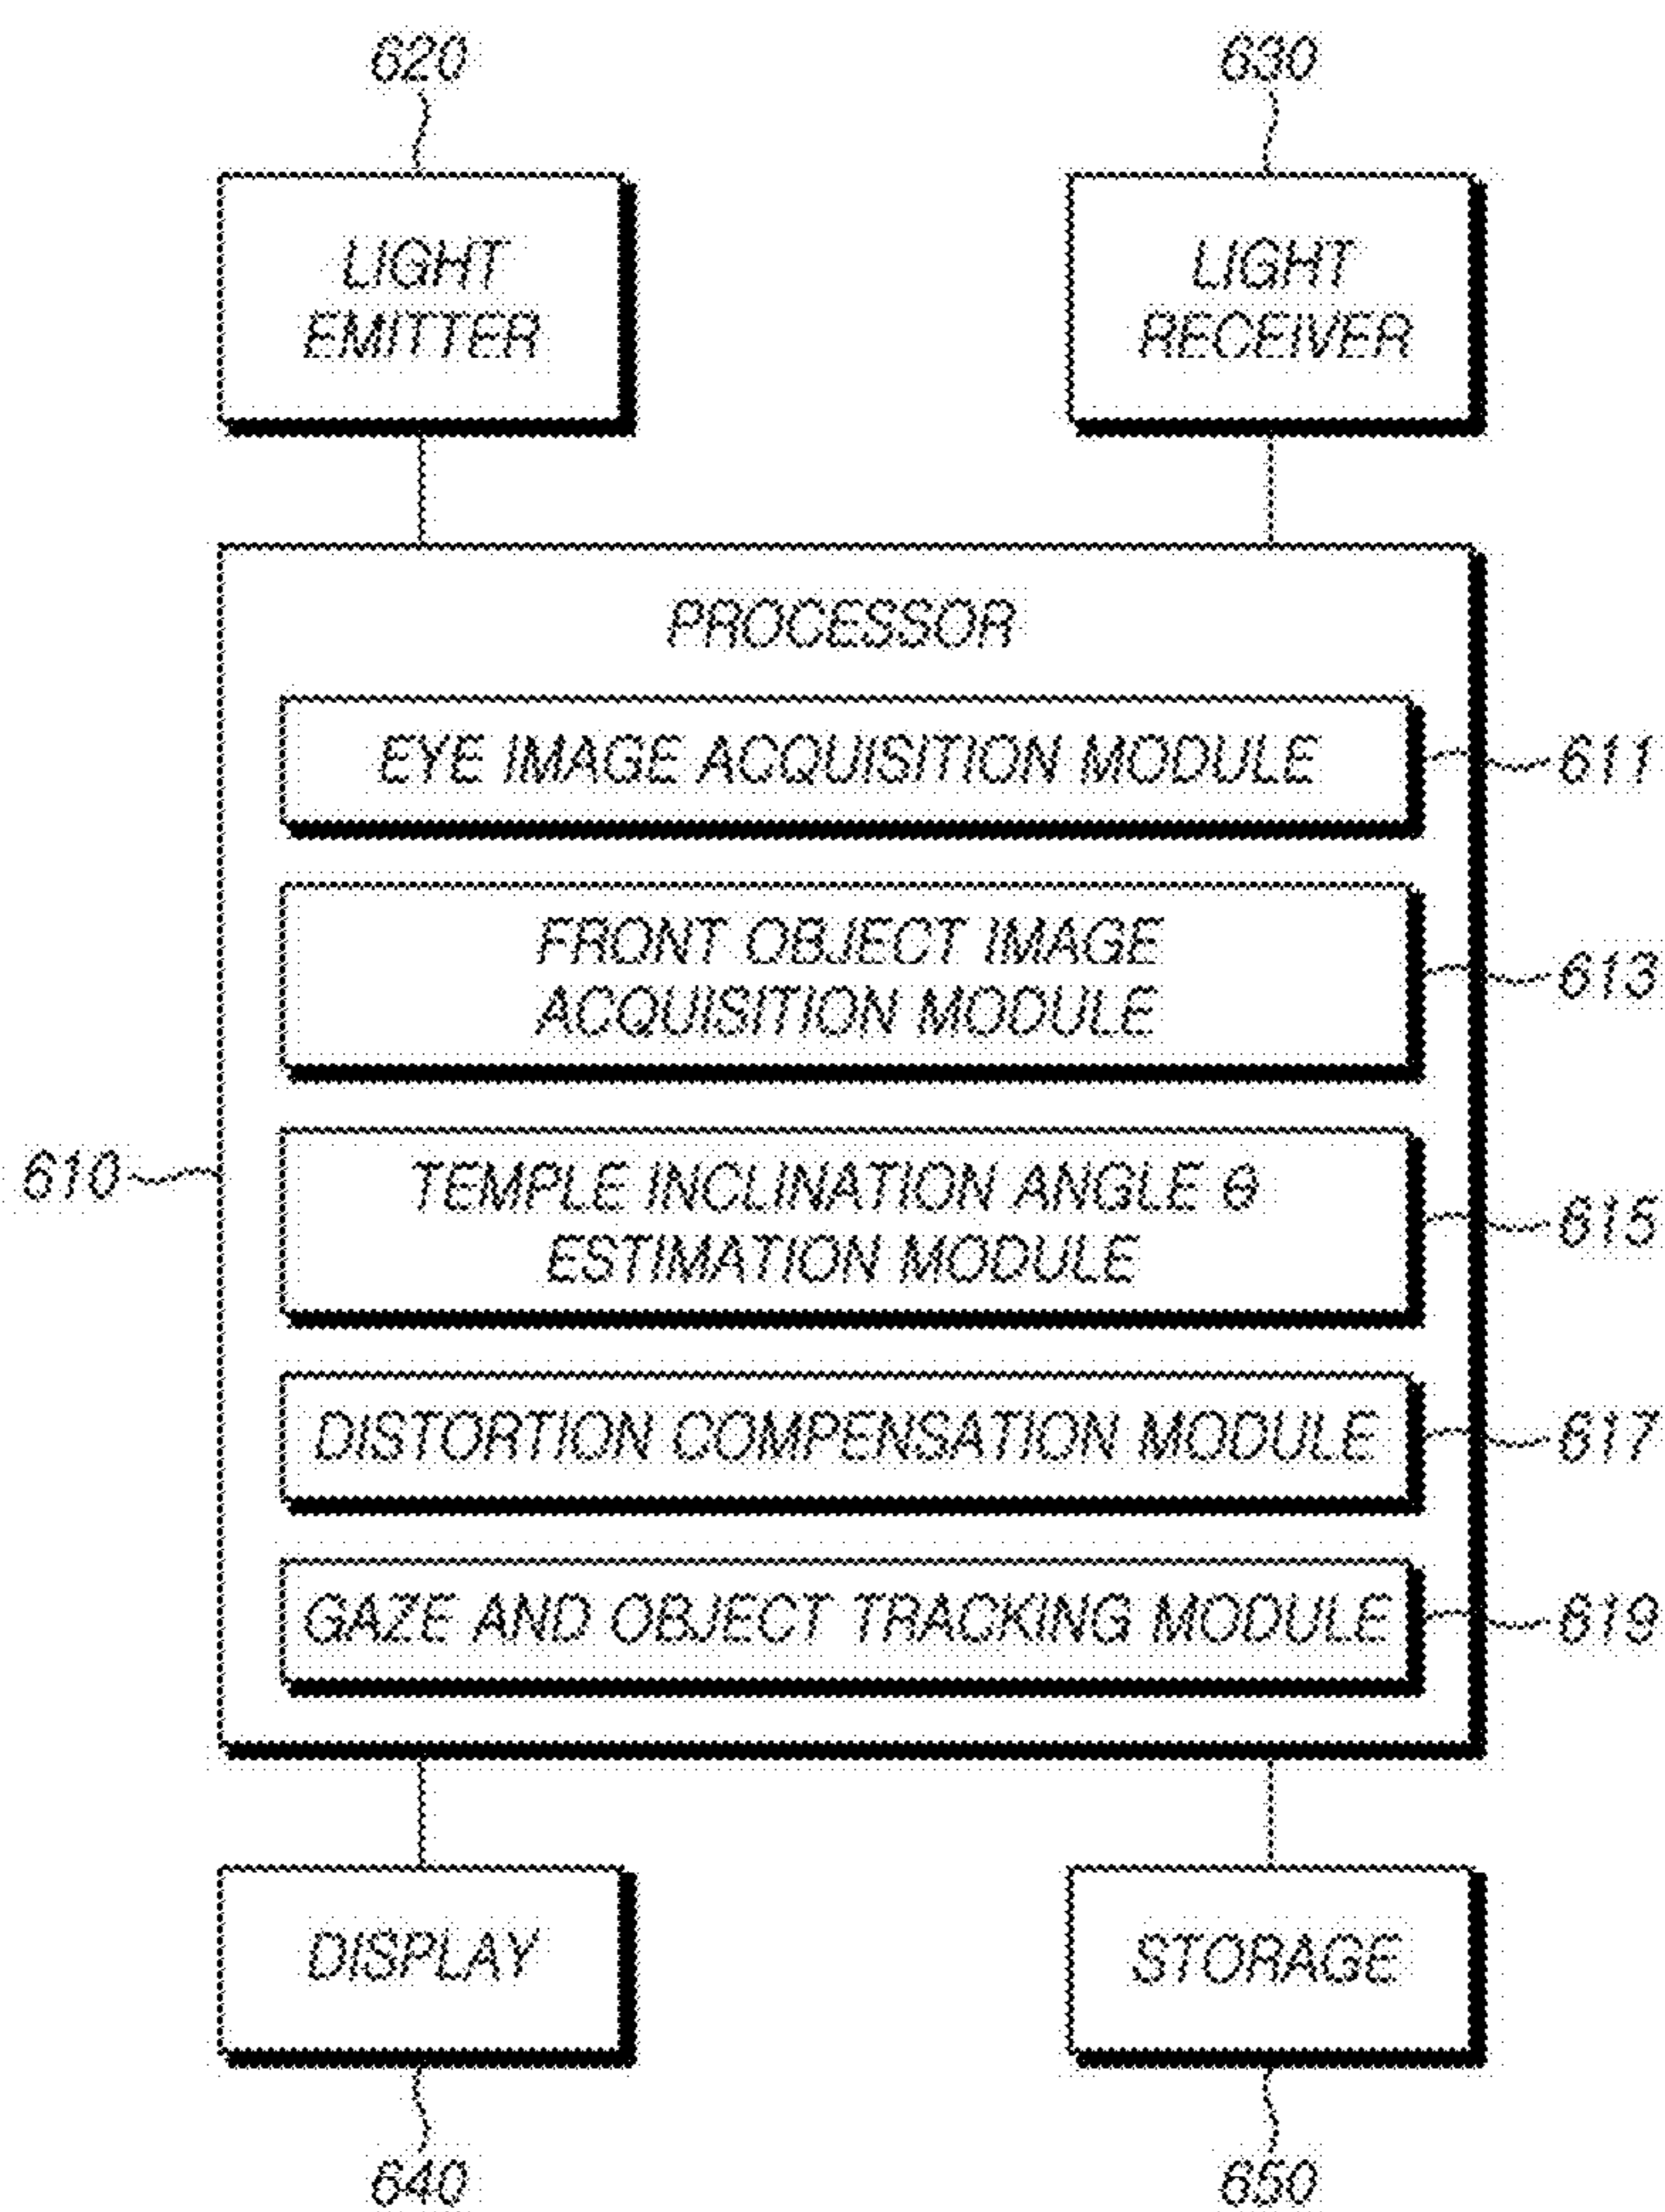 620
630
LIGHT
EMITTER
LIGHT
RECEIVER
PROCESSOR
EYE IMAGE ACQUISITION MODULE
611
FRONT OBJECT IMAGE
ACQUISITION MODULE
613
610
TEMPLE INCLINATION ANGLE θ
ESTIMATION MODULE
615
DISTORTION COMPENSATION MODULE
617
GAZE AND OBJECT TRACKING MODULE
619
DISPLAY
STORAGE
640
650